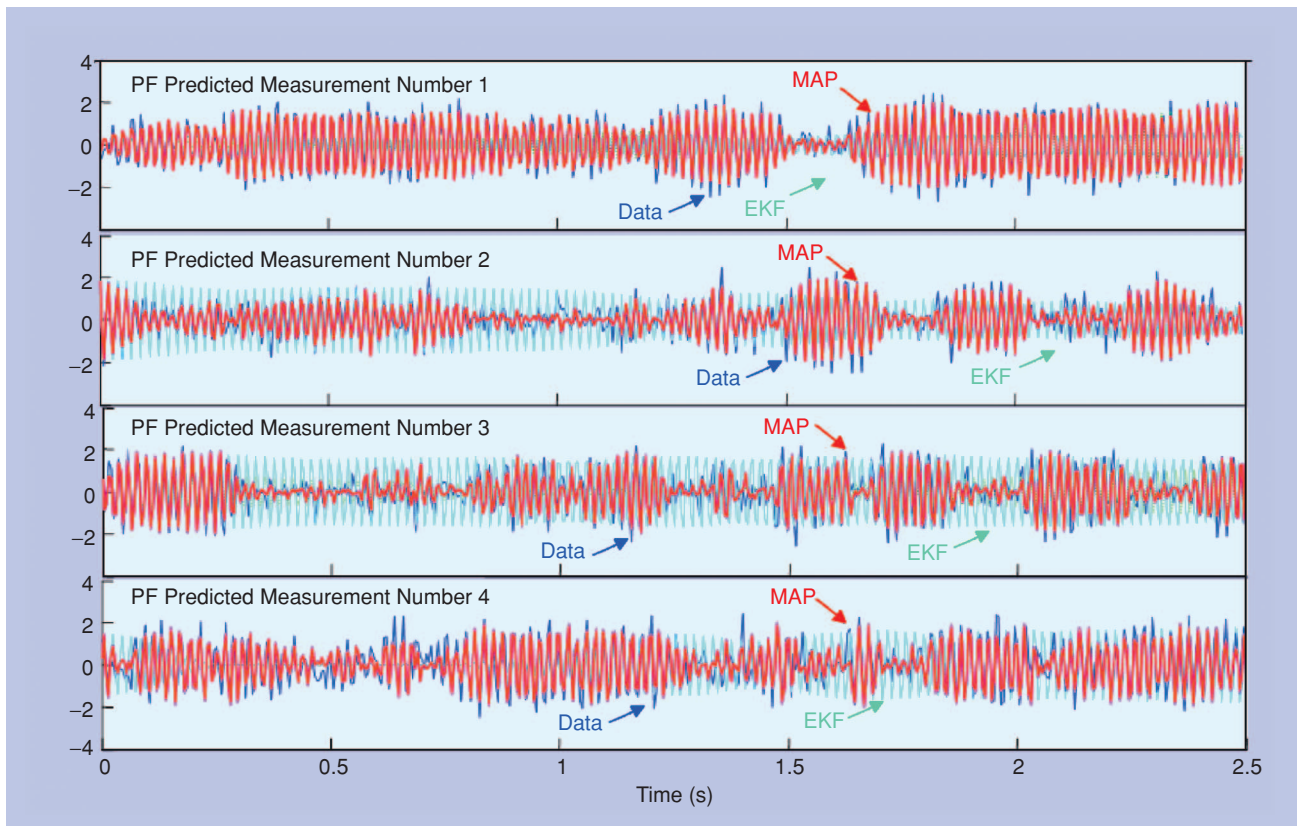 4
PF Predicted Measurement Number 1
MAP
2
0
−2
Data
EKF
4
PF Predicted Measurement Number 2
MAP
2
0
−2
Data
EKF
4
PF Predicted Measurement Number 3
MAP
2
0
−2
Data
EKF
4
PF Predicted Measurement Number 4
MAP
2
0
−2
Data
EKF
−4
0 0.5 1 1.5 2 2.5
Time (s)